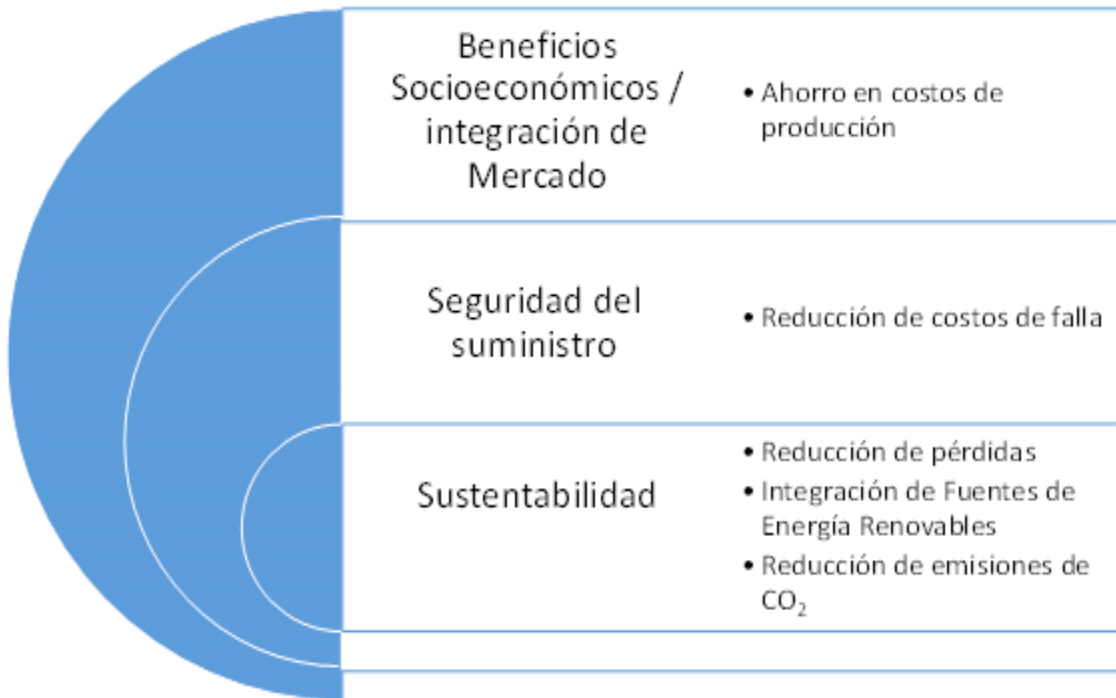 Beneficios
Socioeconómicos /
integración de
Mercado
• Ahorro en costos de
producción
Seguridad del
suministro
• Reducción de costos de falla
Sustentabilidad
• Reducción de pérdidas
• Integración de Fuentes de
Energía Renovables
• Reducción de emisiones de
CO₂